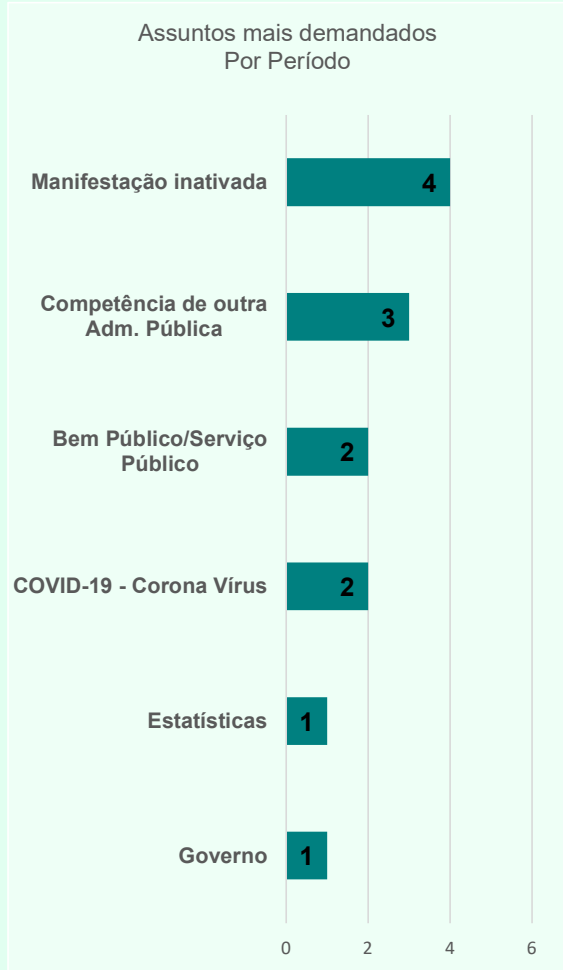 Assuntos mais demandados
Por Período
Manifestação inativada
4
Competência de outra
Adm. Pública
3
Bem Público/Serviço
Público
2
COVID-19 - Corona Vírus
2
Estatísticas
1
Governo
1
0 2 4 6